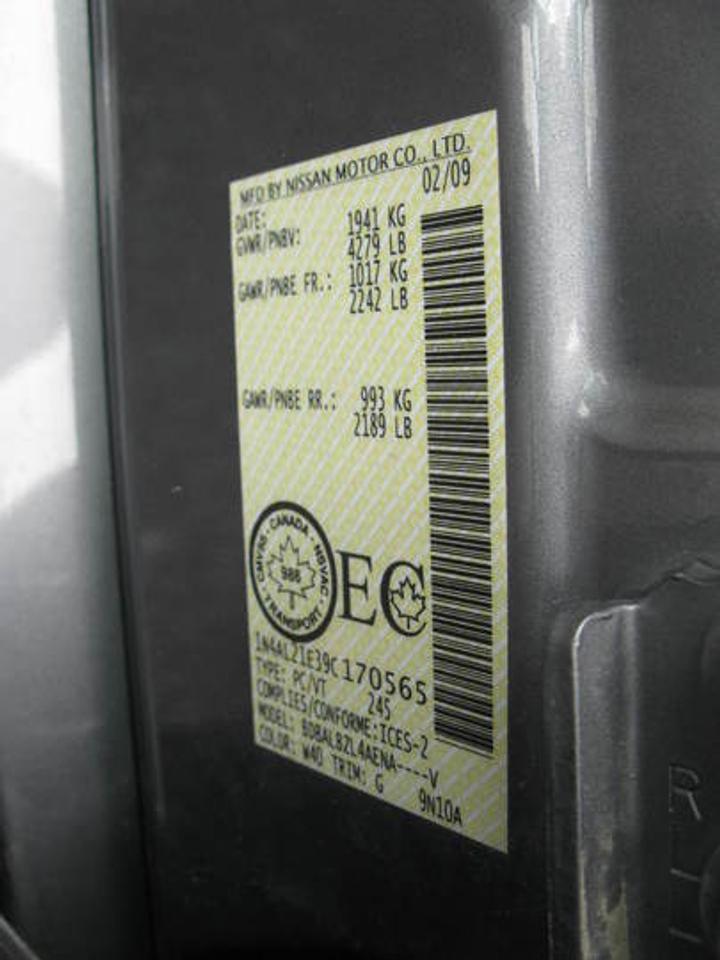 MFD BY NISSAN MOTOR CO., LTD.
DATE: 02/09
GVWR/PNBV: 1941 KG
4279 LB
GAWR/PNBE FR.: 1017 KG
2242 LB
GAWR/PNBE RR.: 993 KG
2189 LB
CMVSS · CANADA · NSVAC · TRANSPORT ·
988
EC
1N4AL21E39C170565
TYPE: PC/VT 245
COMPLIES/CONFORME:ICES-2
MODEL: BDBALBZL4AENA----V
COLOR: W40 TRIM: G 9N10A